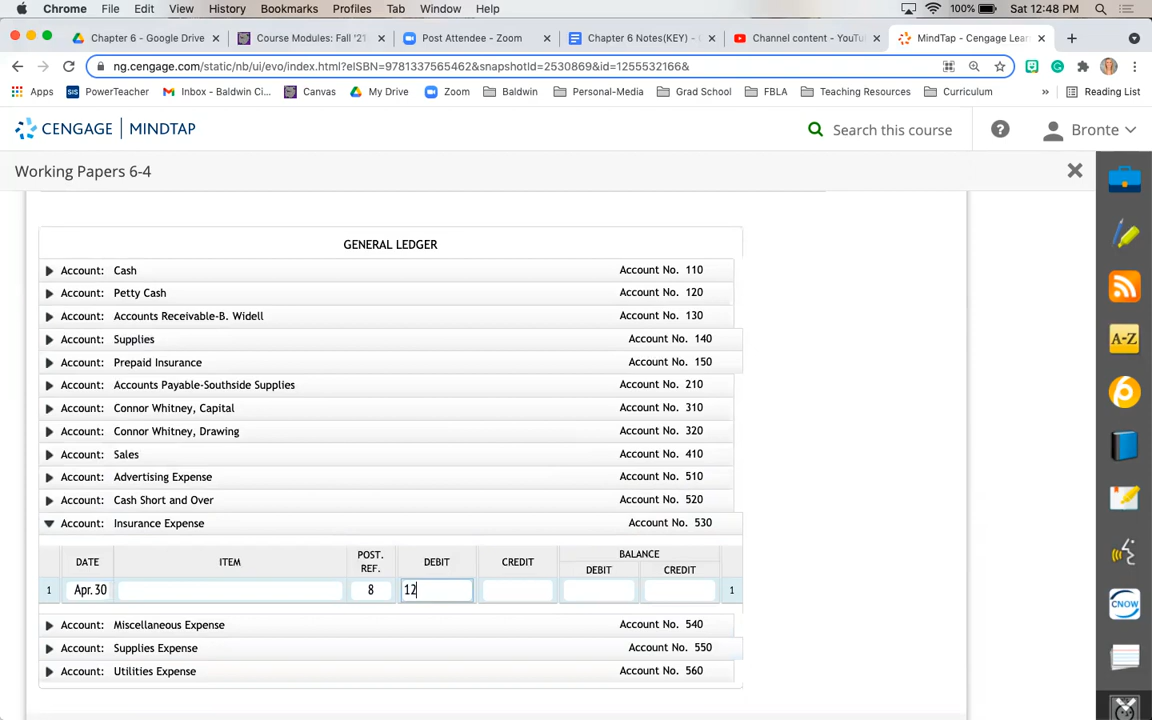 Chrome File Edit View History Bookmarks Profiles Tab Window Help 100% Sat 12:48 PM
Chapter 6 - Google Drive Course Modules: Fall '21 Post Attendee - Zoom Chapter 6 Notes(KEY) - Channel content - YouTu MindTap - Cengage Lear
ng.cengage.com/static/nb/ui/evo/index.html?eISBN=9781337565462&snapshotId=2530869&id=1255532166&
Apps SIS PowerTeacher Inbox - Baldwin Ci... Canvas My Drive Zoom Baldwin Personal-Media Grad School FBLA Teaching Resources Curriculum » Reading List
CENGAGE MINDTAP Search this course ? Bronte
Working Papers 6-4
GENERAL LEDGER
Account: Cash Account No. 110
Account: Petty Cash Account No. 120
Account: Accounts Receivable-B. Widell Account No. 130
Account: Supplies Account No. 140
Account: Prepaid Insurance Account No. 150
Account: Accounts Payable-Southside Supplies Account No. 210
Account: Connor Whitney, Capital Account No. 310
Account: Connor Whitney, Drawing Account No. 320
Account: Sales Account No. 410
Account: Advertising Expense Account No. 510
Account: Cash Short and Over Account No. 520
Account: Insurance Expense Account No. 530
DATE ITEM POST. REF. DEBIT CREDIT BALANCE DEBIT CREDIT
1 Apr. 30 8 12 1
Account: Miscellaneous Expense Account No. 540
Account: Supplies Expense Account No. 550
Account: Utilities Expense Account No. 560
A-Z
CNOW